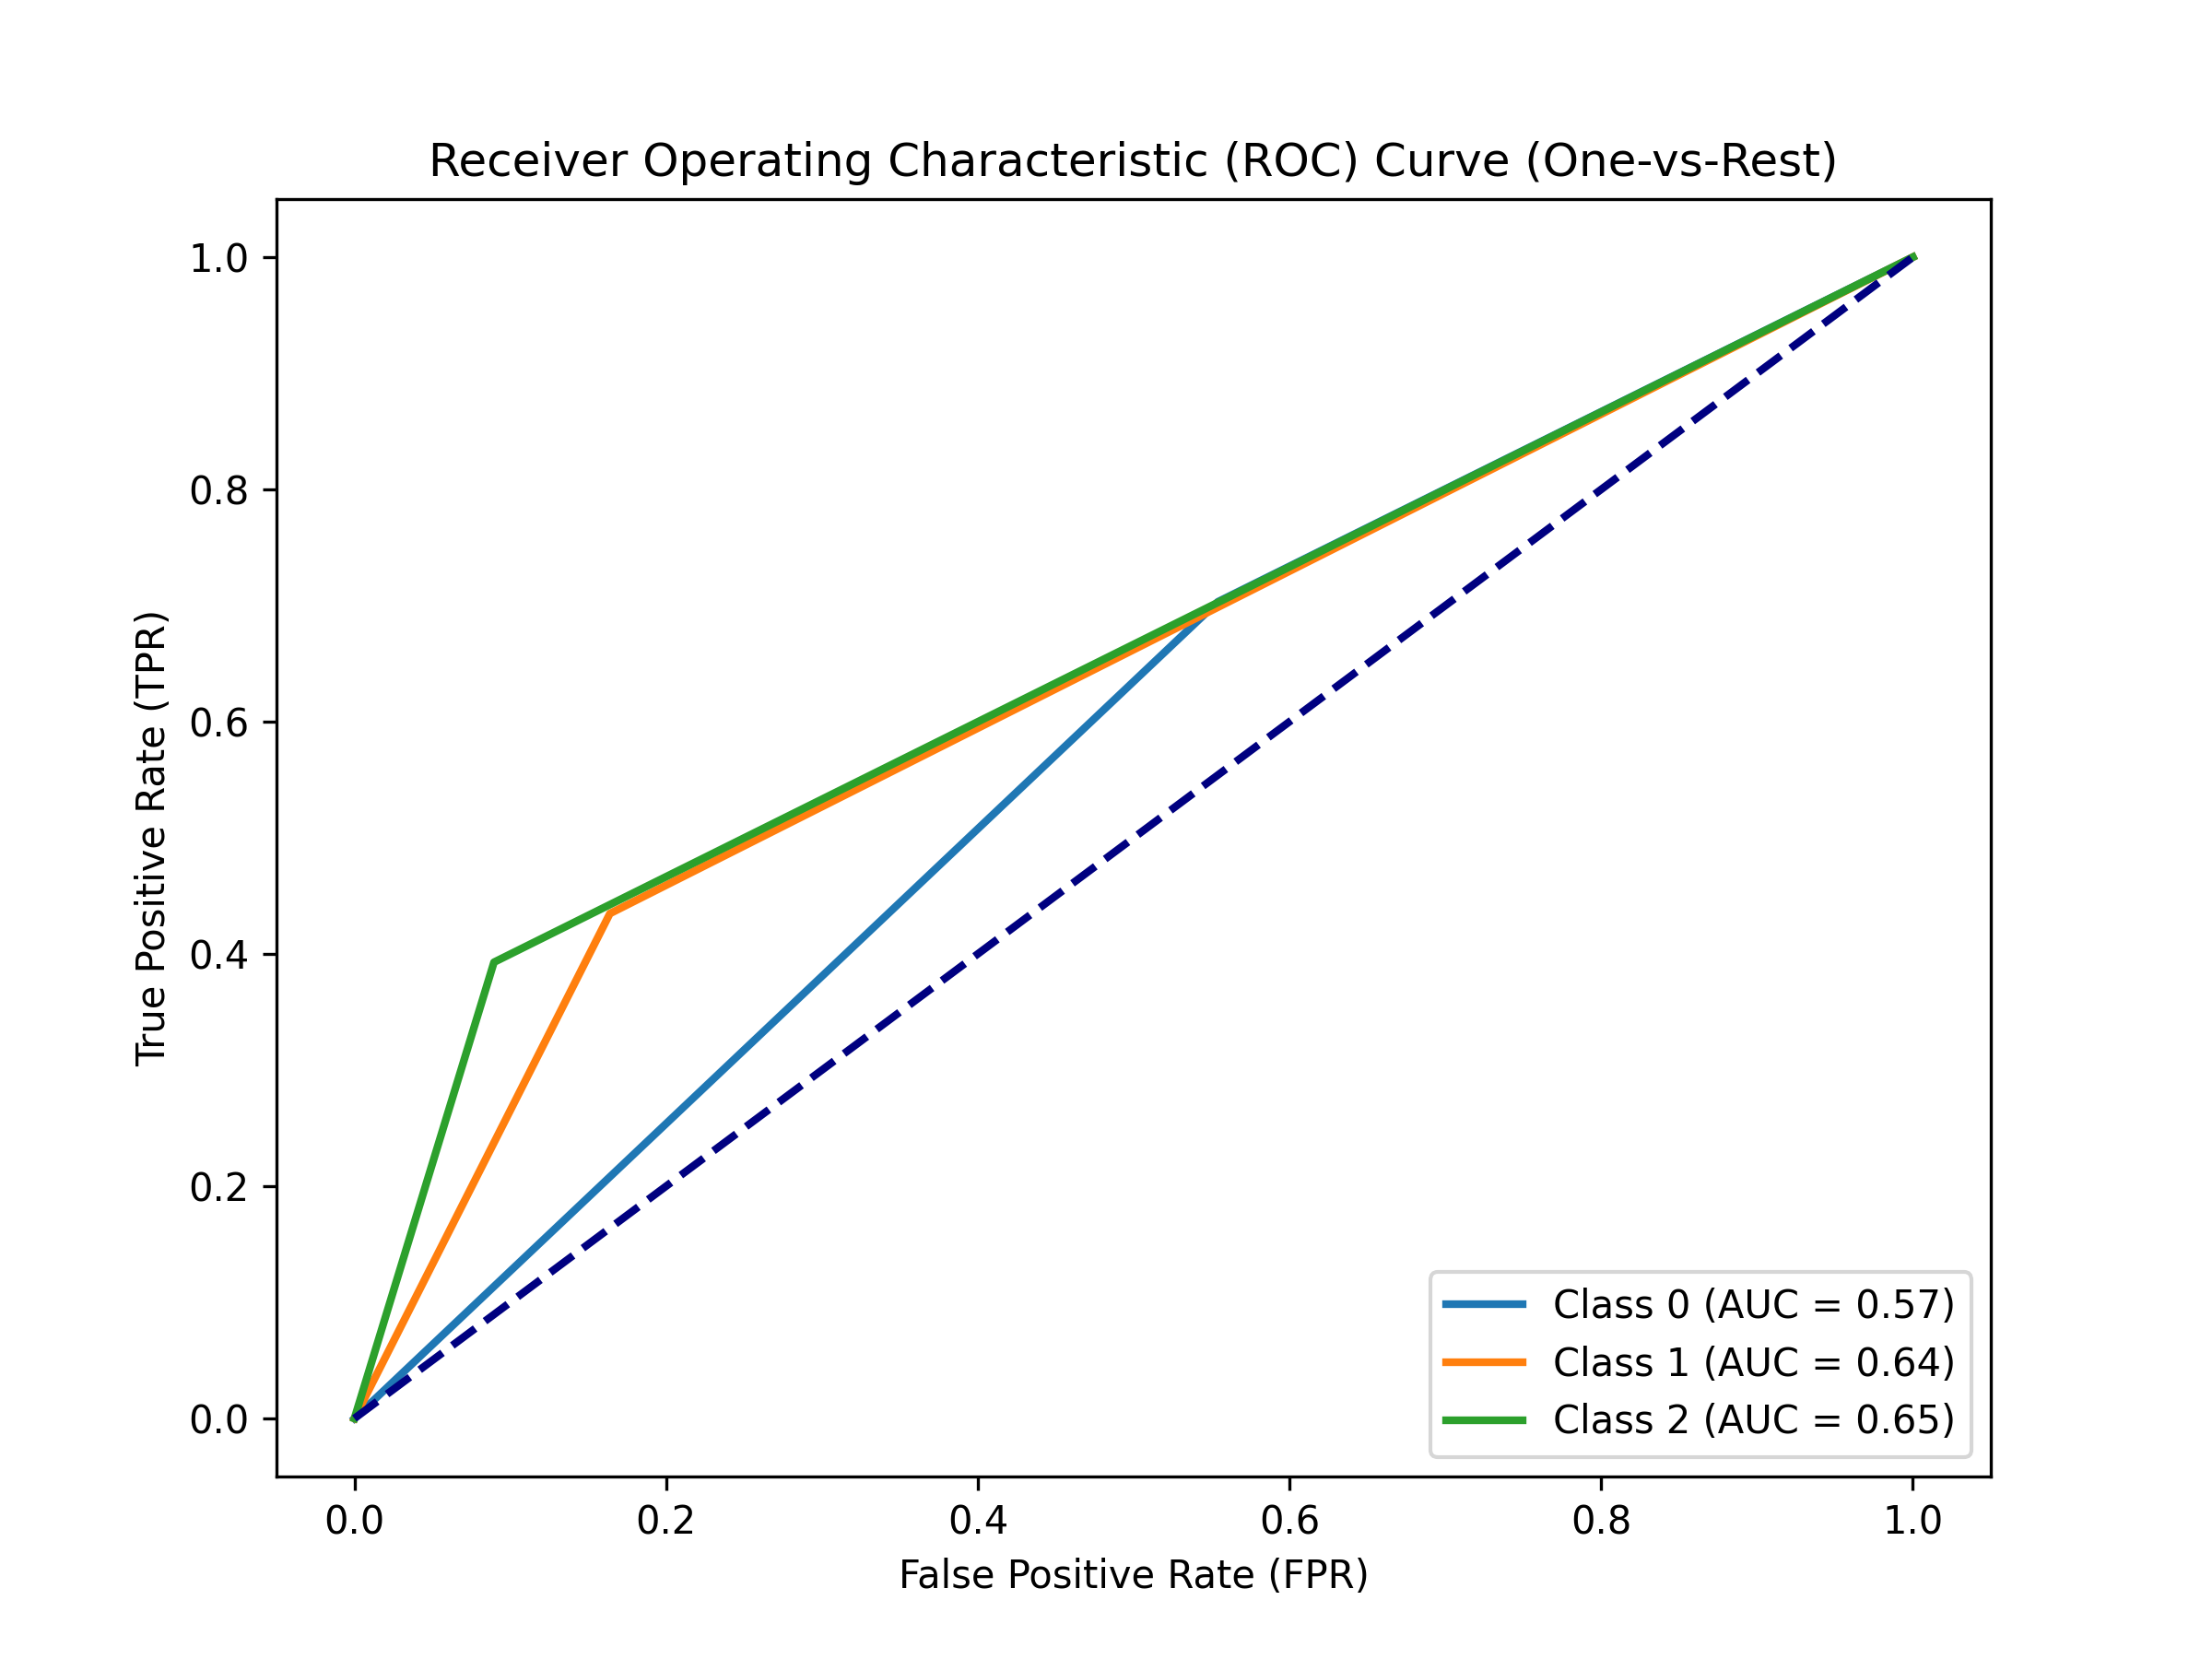 Receiver Operating Characteristic (ROC) Curve (One-vs-Rest)
True Positive Rate (TPR)
1.0
0.8
0.6
0.4
0.2
0.0
Class 0 (AUC = 0.57)
Class 1 (AUC = 0.64)
Class 2 (AUC = 0.65)
0.0 0.2 0.4 0.6 0.8 1.0
False Positive Rate (FPR)